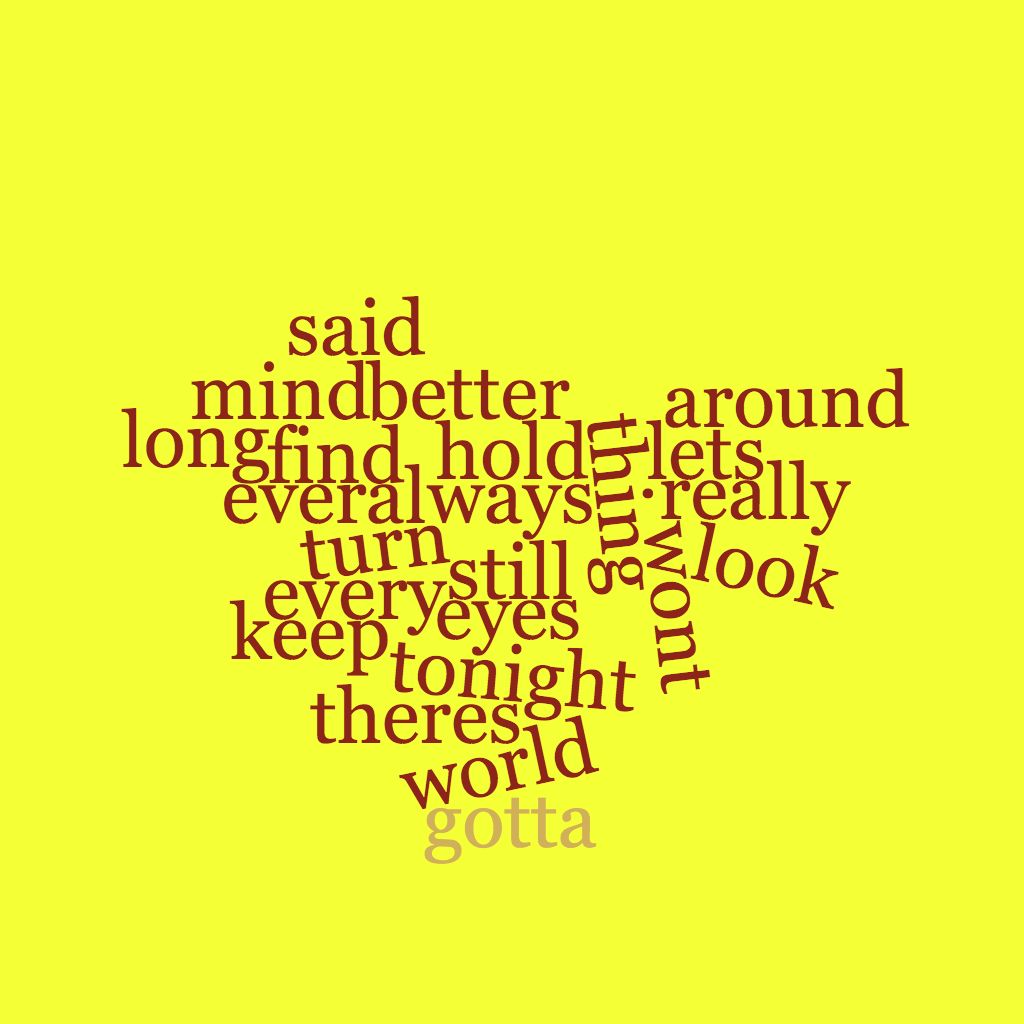 said
mind better
around
long find hold thing lets
ever always really
turn still wont look
every eyes
keep tonight
theres
world
gotta